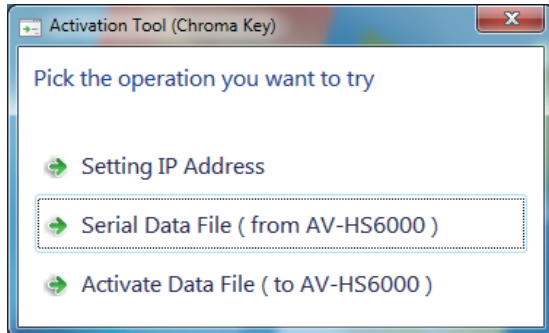 Activation Tool (Chroma Key)
Pick the operation you want to try
Setting IP Address
Serial Data File ( from AV-HS6000 )
Activate Data File ( to AV-HS6000 )